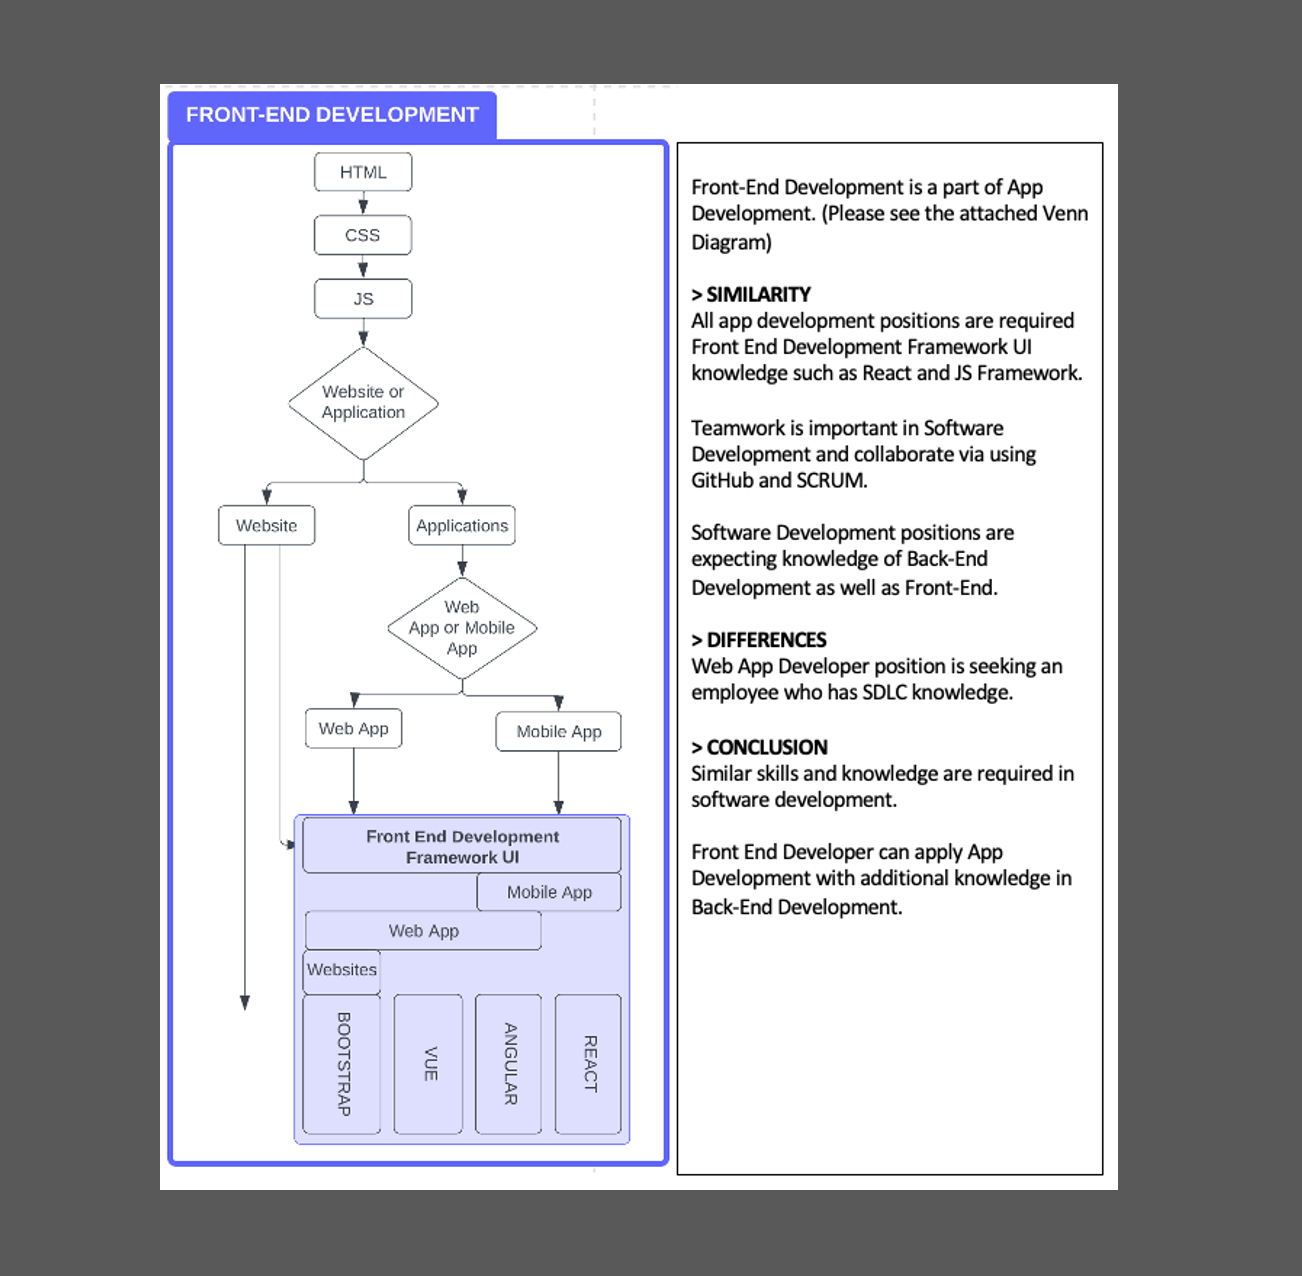 FRONT-END DEVELOPMENT
HTML
CSS
JS
Website or
Application
Website
Applications
Web
App or Mobile
App
Web App
Mobile App
Front End Development
Framework UI
Mobile App
Web App
Websites
BOOTSTRAP
VUE
ANGULAR
REACT
Front-End Development is a part of App
Development. (Please see the attached Venn
Diagram)
> SIMILARITY
All app development positions are required
Front End Development Framework UI
knowledge such as React and JS Framework.
Teamwork is important in Software
Development and collaborate via using
GitHub and SCRUM.
Software Development positions are
expecting knowledge of Back-End
Development as well as Front-End.
> DIFFERENCES
Web App Developer position is seeking an
employee who has SDLC knowledge.
> CONCLUSION
Similar skills and knowledge are required in
software development.
Front End Developer can apply App
Development with additional knowledge in
Back-End Development.